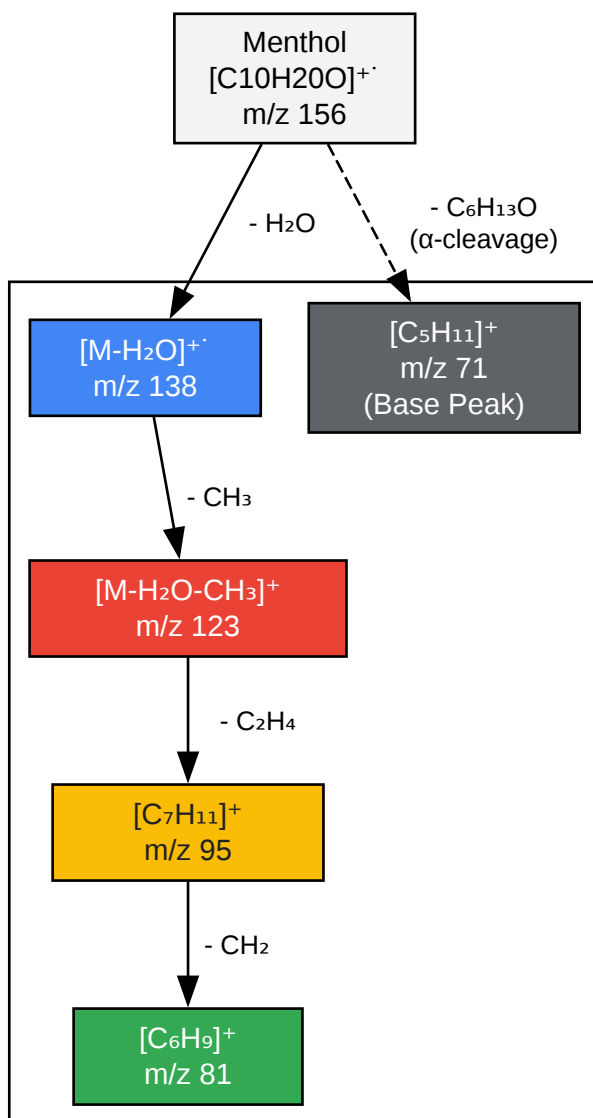 Menthol
[C10H20O]⁺˙
m/z 156
- H₂O
- C₆H₁₃O
(α-cleavage)
[M-H₂O]⁺˙
m/z 138
[C₅H₁₁]⁺
m/z 71
(Base Peak)
- CH₃
[M-H₂O-CH₃]⁺
m/z 123
- C₂H₄
[C₇H₁₁]⁺
m/z 95
- CH₂
[C₆H₉]⁺
m/z 81